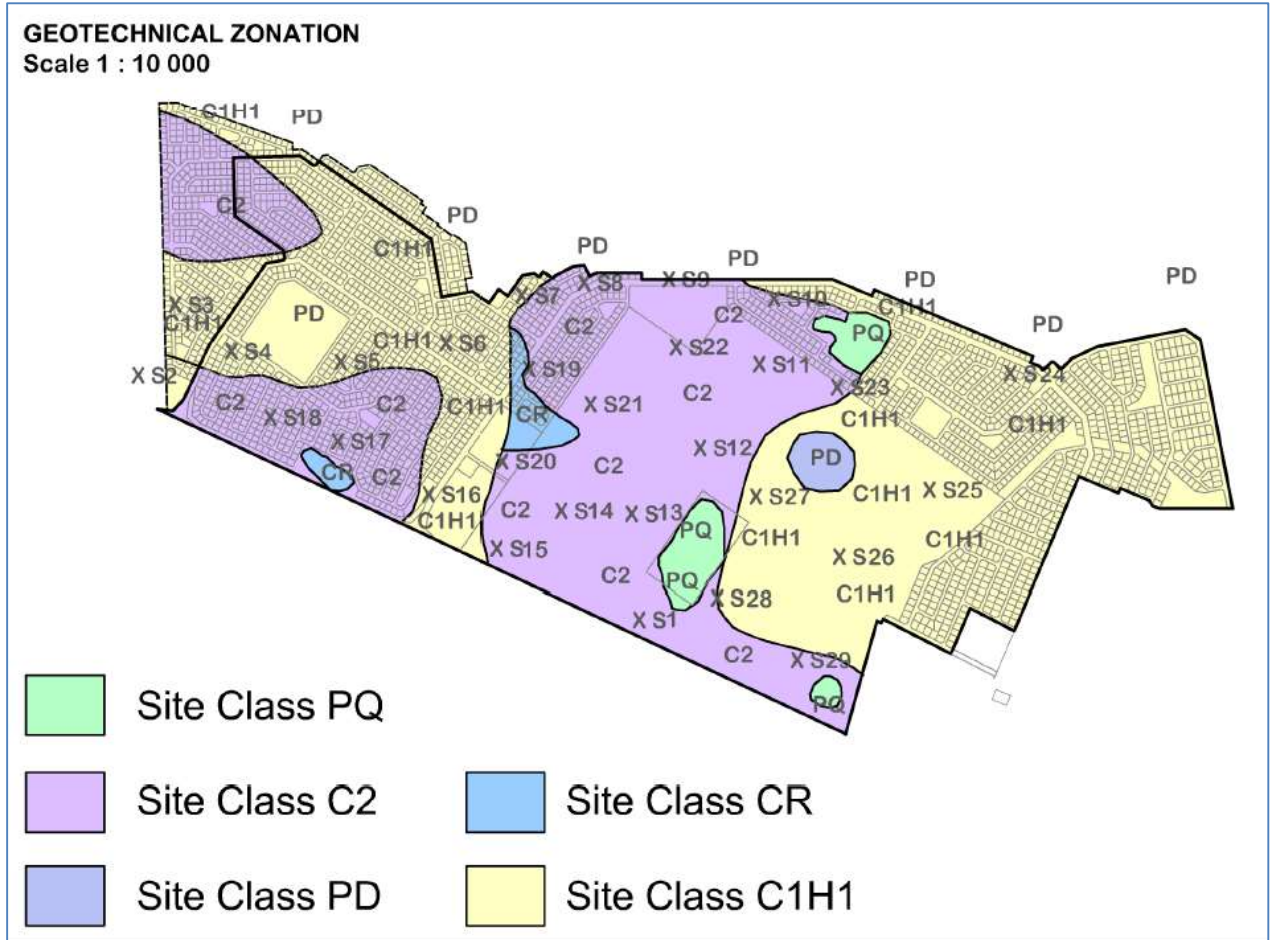 GEOTECHNICAL ZONATION
Scale 1 : 10 000
C1H1
PD
C2
PD
C1H1
PD
PD
PD
PD
PD
X S3
C1H1
PD
X S7
X S8
X S9
X S10
C1H1
C2
C2
PQ
X S4
X S5
C1H1
X S6
X S22
X S2
X S19
X S11
X S23
X S24
C2
X S18
C2
C1H1
CR
X S21
C2
C1H1
C1H1
X S17
CR
C2
X S20
C2
X S12
PD
X S16
C1H1
C2
X S14
X S13
PQ
X S27
C1H1
X S25
X S15
C1H1
C1H1
C2
PQ
X S26
X S1
X S28
C1H1
C2
X S29
PQ
Site Class PQ
Site Class C2
Site Class CR
Site Class PD
Site Class C1H1